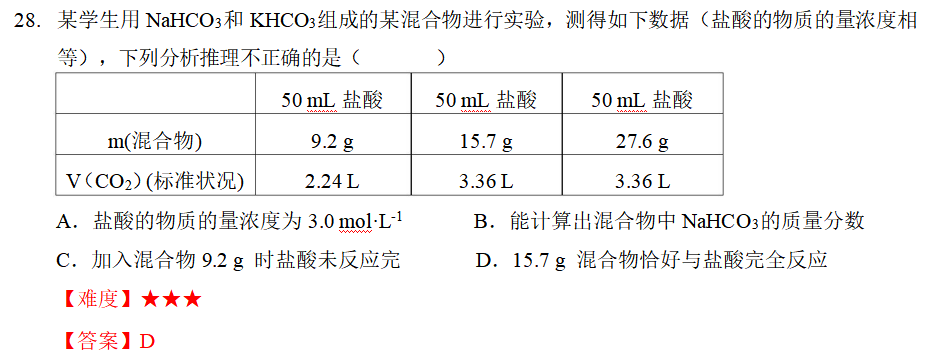 28. 某学生用 NaHCO₃和 KHCO₃组成的某混合物进行实验，测得如下数据（盐酸的物质的量浓度相
等），下列分析推理不正确的是（ ）
50 mL 盐酸 50 mL 盐酸 50 mL 盐酸
m(混合物) 9.2 g 15.7 g 27.6 g
V（CO₂）(标准状况) 2.24 L 3.36 L 3.36 L
A．盐酸的物质的量浓度为 3.0 mol·L⁻¹ B．能计算出混合物中 NaHCO₃的质量分数
C．加入混合物 9.2 g 时盐酸未反应完 D．15.7 g 混合物恰好与盐酸完全反应
【难度】★★★
【答案】D